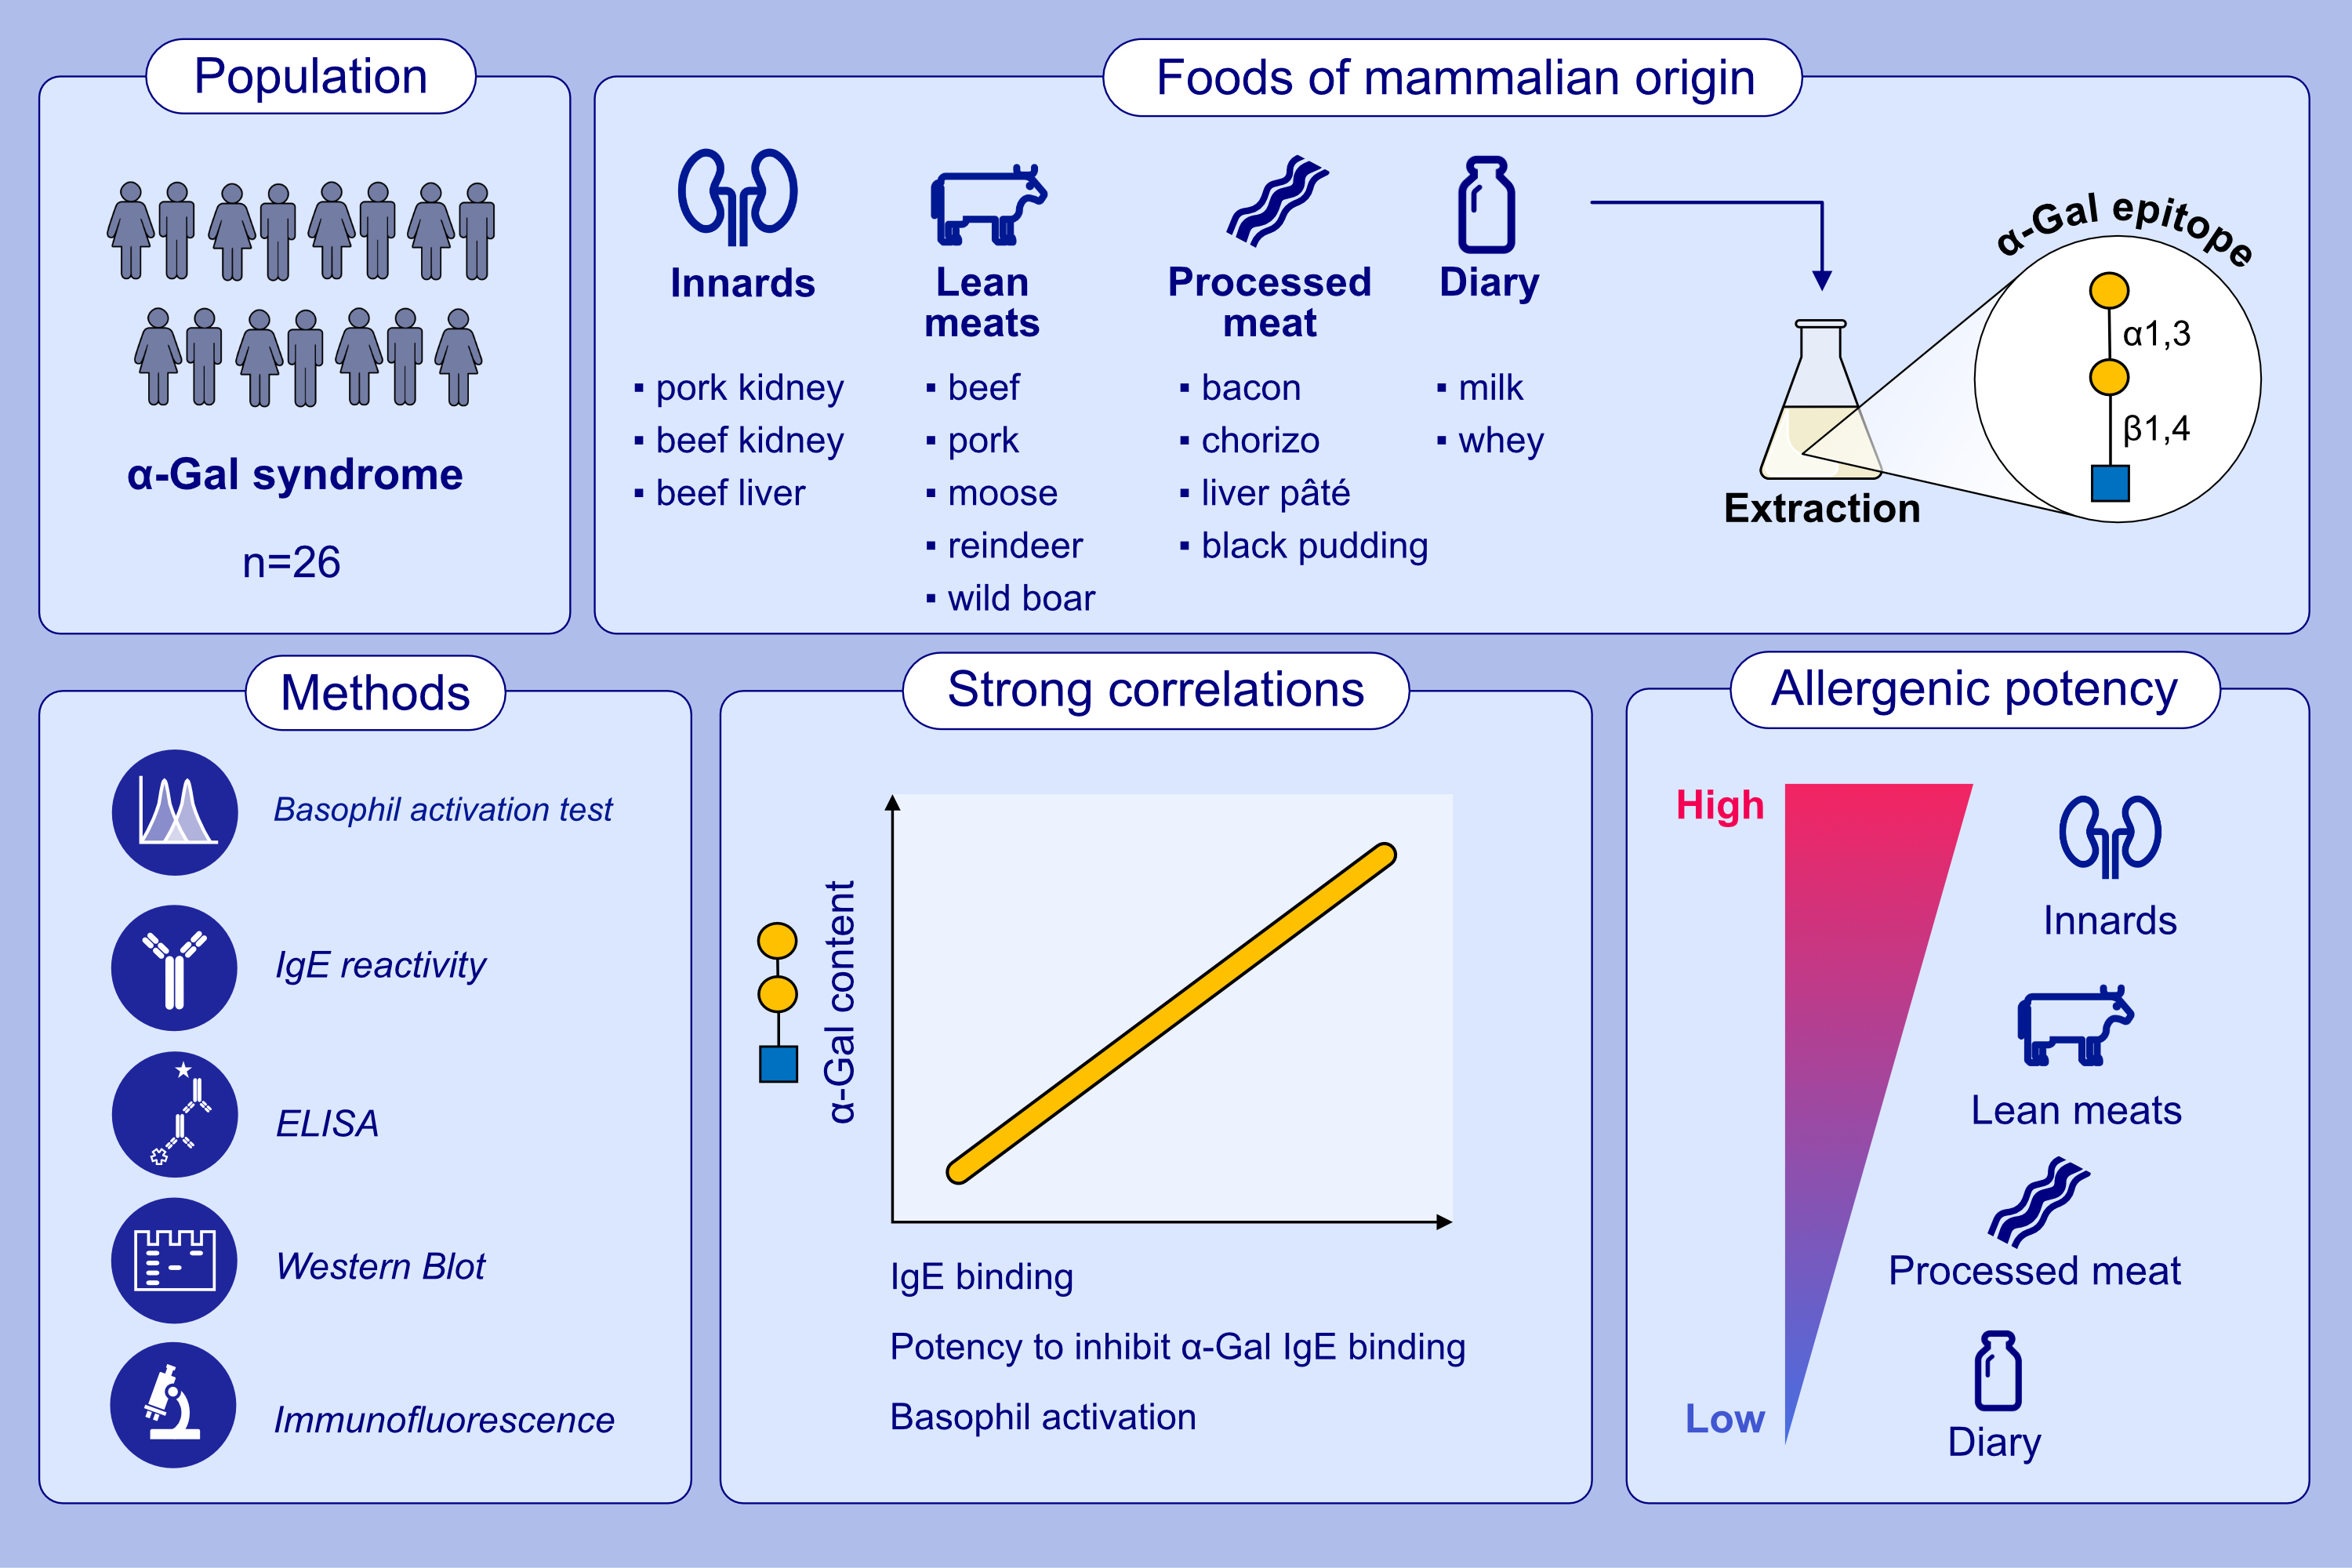 Population
α-Gal syndrome
n=26
Foods of mammalian origin
Innards
▪ pork kidney
▪ beef kidney
▪ beef liver
Lean
meats
▪ beef
▪ pork
▪ moose
▪ reindeer
▪ wild boar
Processed
meat
▪ bacon
▪ chorizo
▪ liver pâté
▪ black pudding
Diary
▪ milk
▪ whey
Extraction
α-Gal epitope
α1,3
β1,4
Methods
Basophil activation test
IgE reactivity
ELISA
Western Blot
Immunofluorescence
Strong correlations
α-Gal content
IgE binding
Potency to inhibit α-Gal IgE binding
Basophil activation
Allergenic potency
High
Innards
Lean meats
Processed meat
Low
Diary